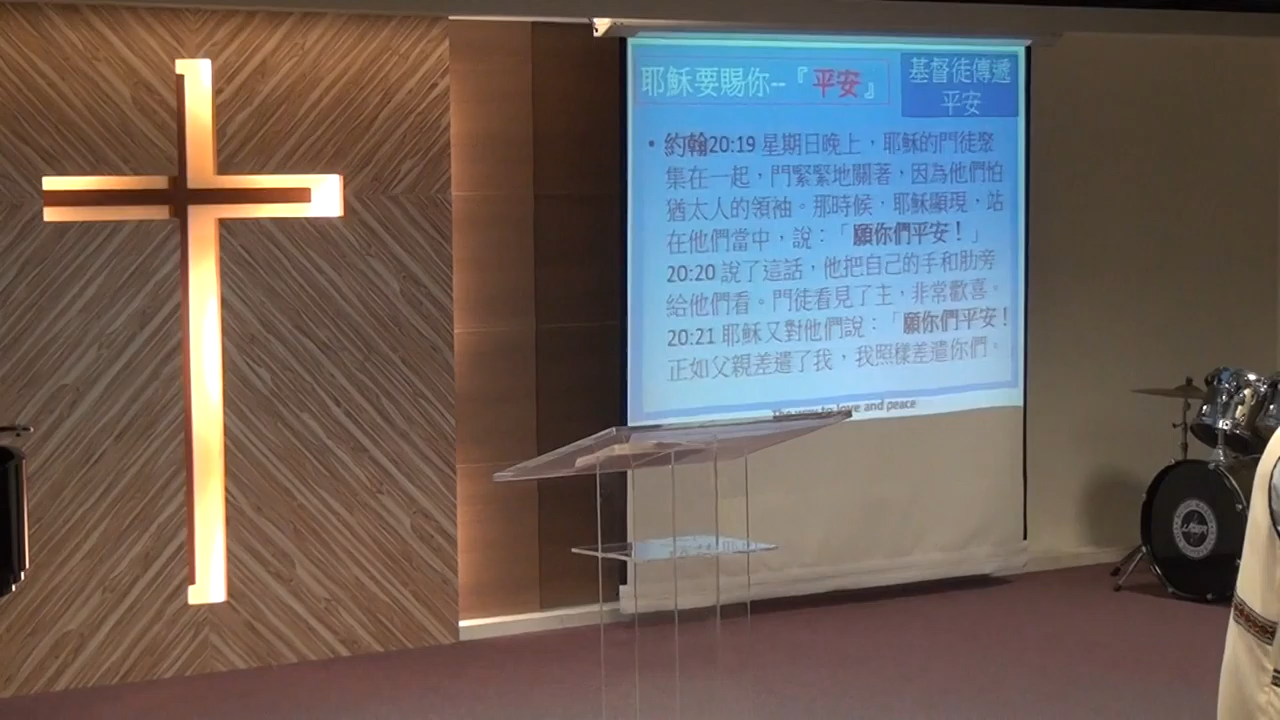 耶穌要賜你--『平安』
基督徒傳遞
平安
• 約翰20:19 星期日晚上，耶穌的門徒聚
集在一起，門緊緊地關著，因為他們怕
猶太人的領袖。那時候，耶穌顯現，站
在他們當中，說：「願你們平安！」
20:20 說了這話，他把自己的手和肋旁
給他們看。門徒看見了主，非常歡喜。
20:21 耶穌又對他們說：「願你們平安！
正如父親差遣了我，我照樣差遣你們。
The way to love and peace